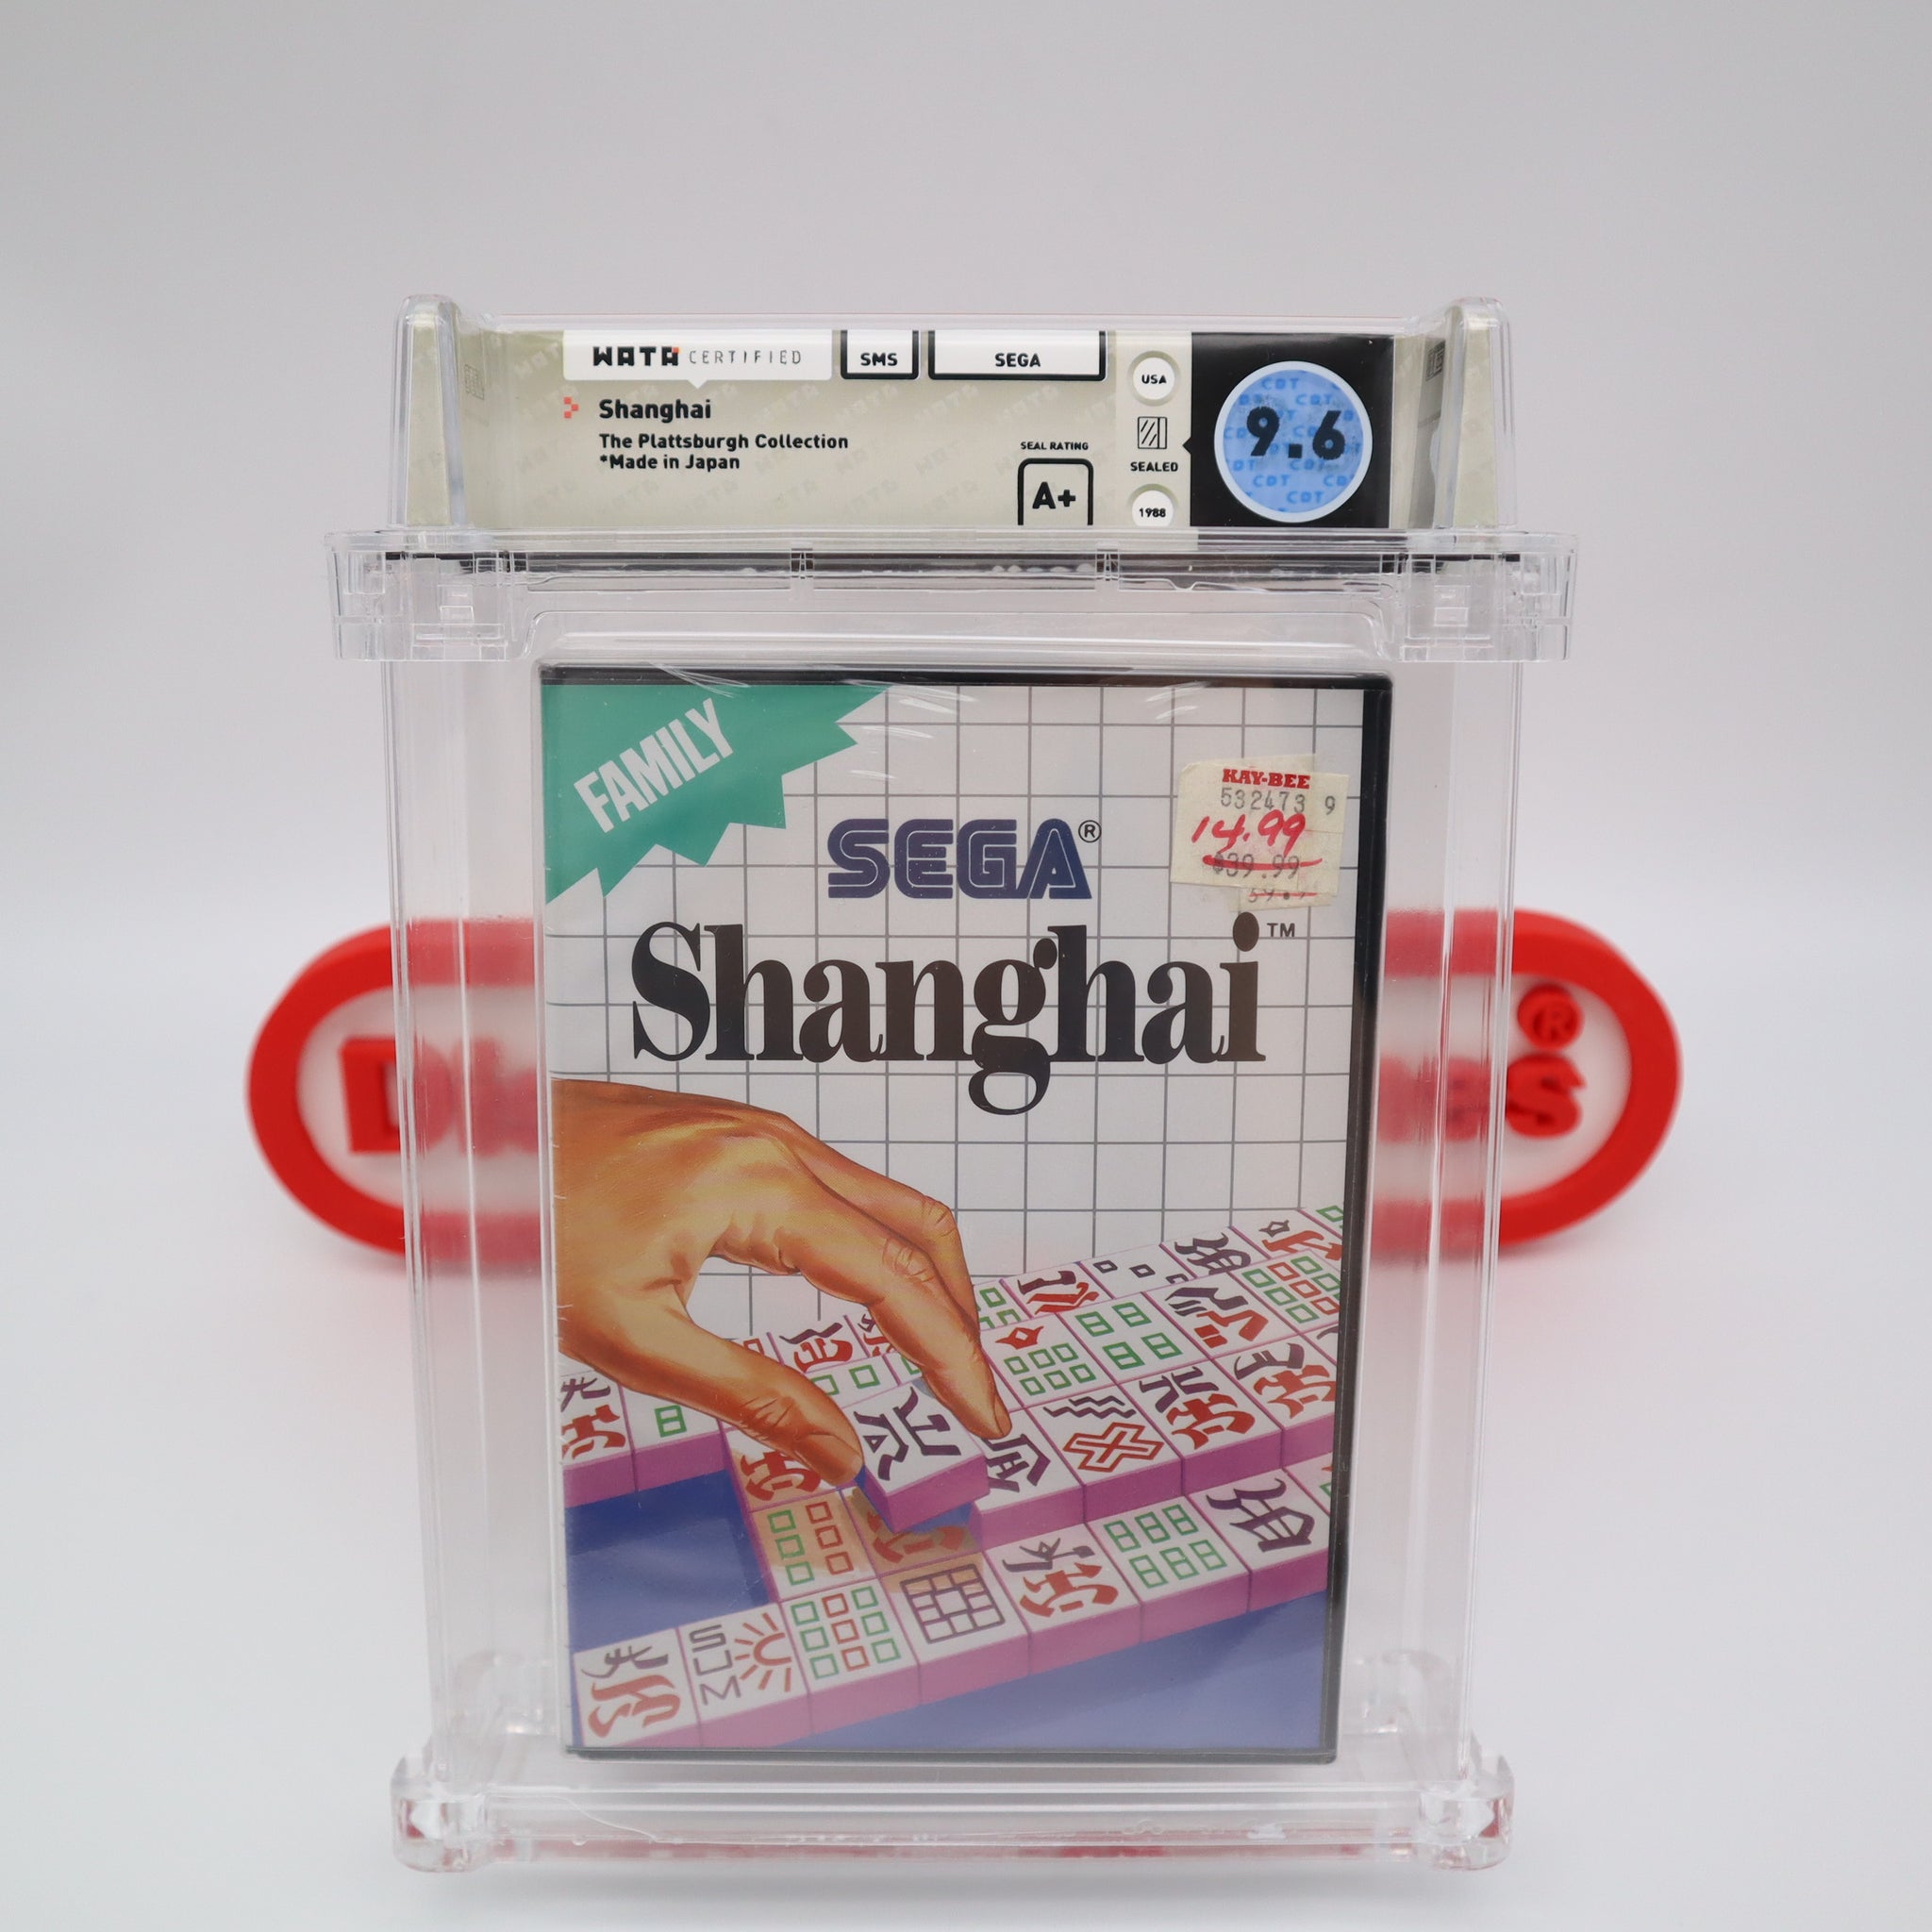 WATA CERTIFIED
SMS
SEGA
USA
Shanghai
The Plattsburgh Collection
*Made in Japan
SEAL RATING
A+
SEALED
1988
9.6
FAMILY
KAY-BEE
532473 9
14.99
$39.99
SEGA®
Shanghai™
SUM
®